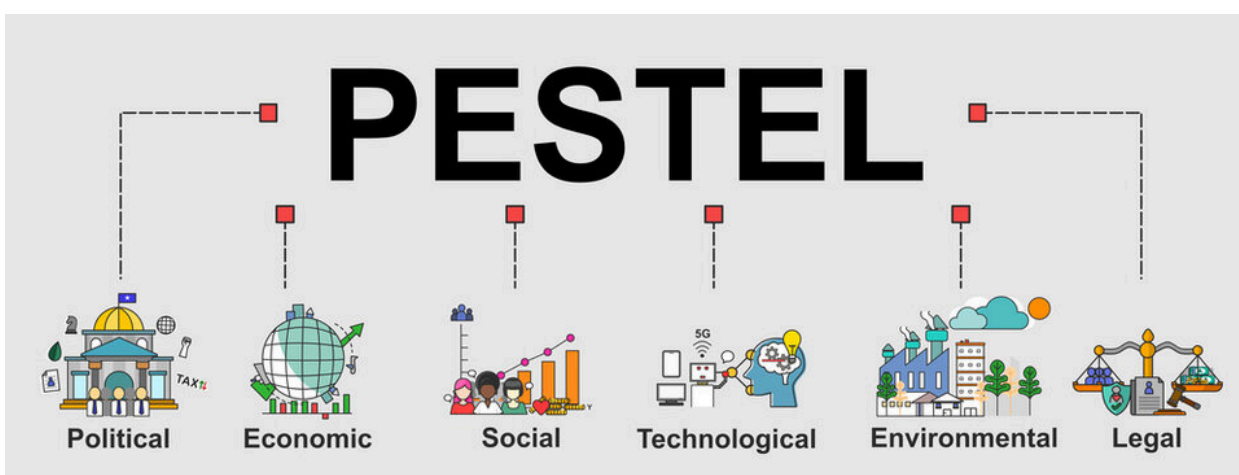 PESTEL
5G
TAX
Y
Political
Economic
Social
Technological
Environmental
Legal